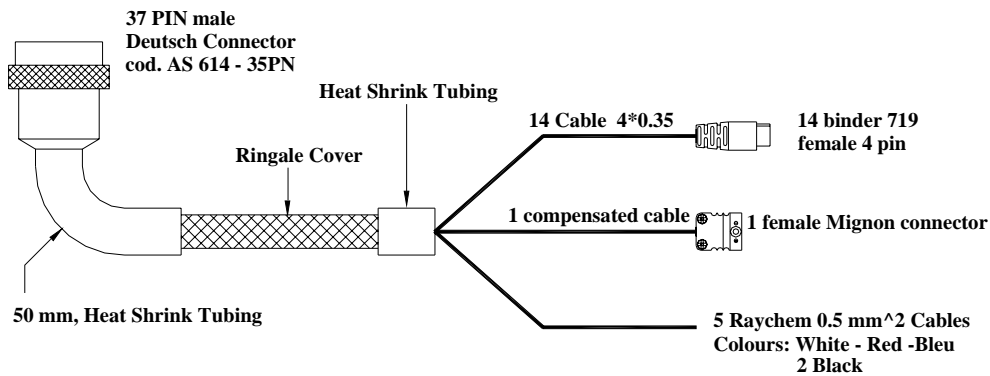 37 PIN male
Deutsch Connector
cod. AS 614 - 35PN
Heat Shrink Tubing
14 Cable 4*0.35
14 binder 719
female 4 pin
Ringale Cover
1 compensated cable
1 female Mignon connector
50 mm, Heat Shrink Tubing
5 Raychem 0.5 mm^2 Cables
Colours: White - Red -Bleu
2 Black